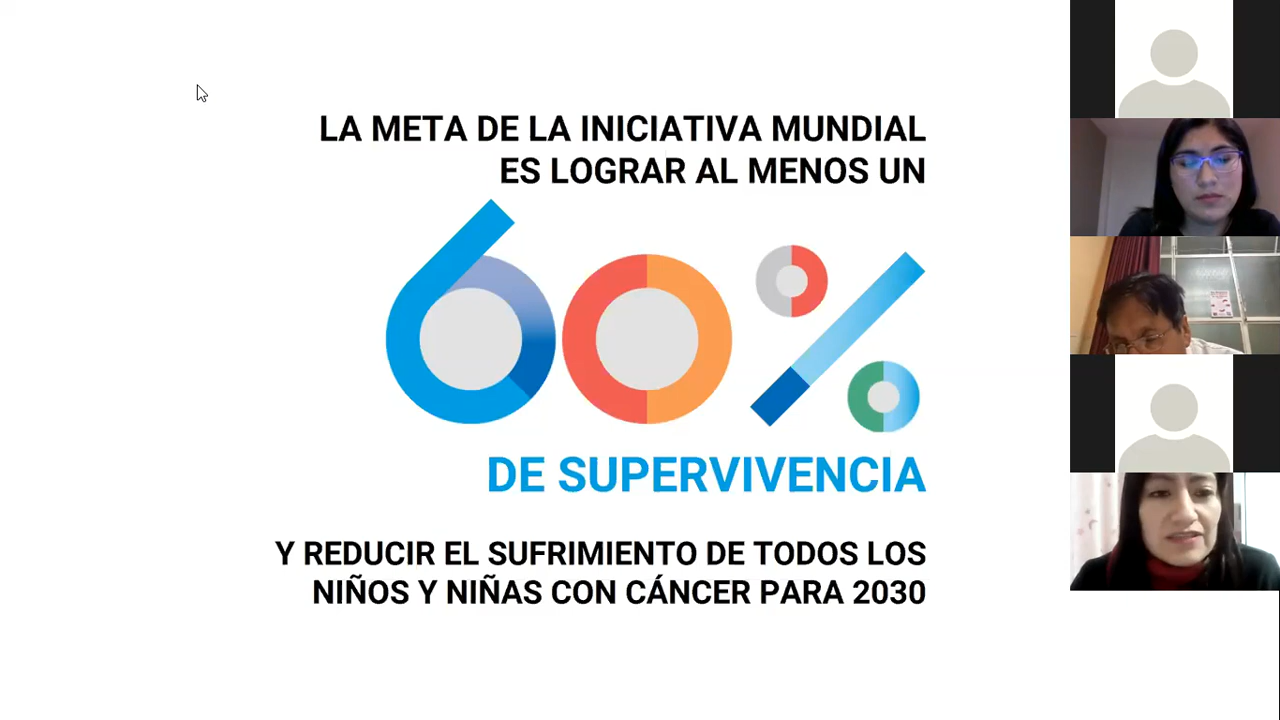 LA META DE LA INICIATIVA MUNDIAL
ES LOGRAR AL MENOS UN
60%
DE SUPERVIVENCIA
Y REDUCIR EL SUFRIMIENTO DE TODOS LOS
NIÑOS Y NIÑAS CON CÁNCER PARA 2030